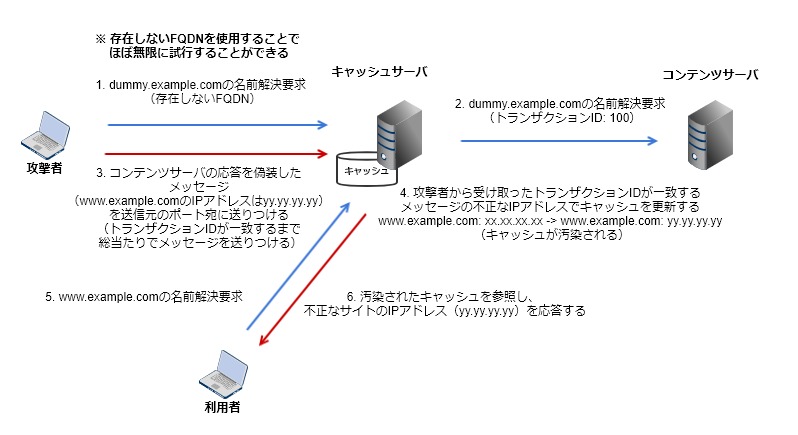 ※ 存在しないFQDNを使用することで
ほぼ無限に試行することができる
キャッシュサーバ
コンテンツサーバ
1. dummy.example.comの名前解決要求
（存在しないFQDN）
2. dummy.example.comの名前解決要求
（トランザクションID: 100）
攻撃者
キャッシュ
3. コンテンツサーバの応答を偽装した
メッセージ
（www.example.comのIPアドレスはyy.yy.yy.yy）
を送信元のポート宛に送りつける
（トランザクションIDが一致するまで
総当たりでメッセージを送りつける）
4. 攻撃者から受け取ったトランザクションIDが一致する
メッセージの不正なIPアドレスでキャッシュを更新する
www.example.com: xx.xx.xx.xx -> www.example.com: yy.yy.yy.yy
（キャッシュが汚染される）
5. www.example.comの名前解決要求
6. 汚染されたキャッシュを参照し、
不正なサイトのIPアドレス（yy.yy.yy.yy）を応答する
利用者